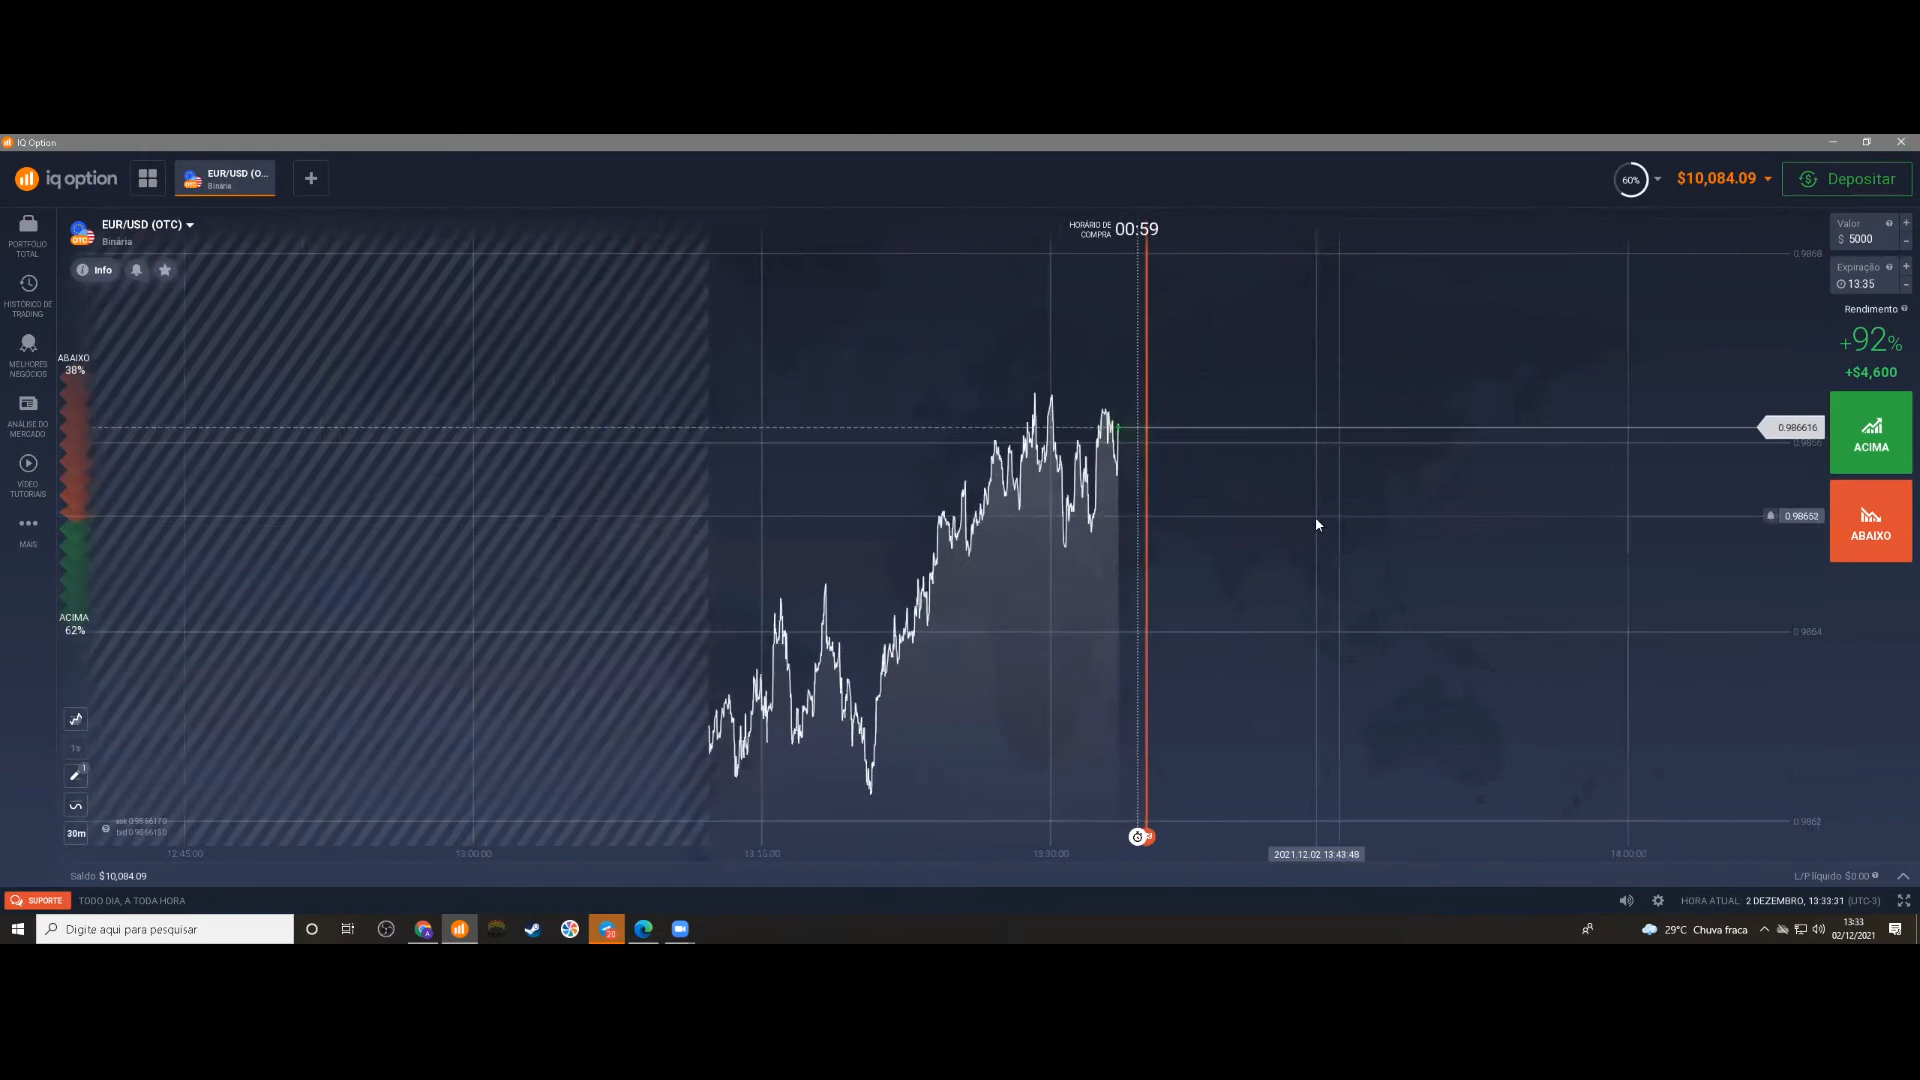 IQ Option
iq option
EUR/USD (O...
Binária
60%
$10,084.09
Depositar
PORTFÓLIO
TOTAL
HISTÓRICO DE
TRADING
MELHORES
NEGÓCIOS
ANÁLISE DO
MERCADO
VÍDEO
TUTORIAIS
MAIS
EUR/USD (OTC)
Binária
OTC
Info
ABAIXO
38%
ACIMA
62%
1s
1
30m
HORÁRIO DE
COMPRA
00:59
0.9868
0.986616
0.9866
0.98652
0.9864
0.9862
Valor
$ 5000
Expiração
13.35
Rendimento
+92%
+$4,600
ACIMA
ABAIXO
12:45:00
13:00:00
13:15:00
13:30:00
2021.12.02 13:43:48
14:00:00
Saldo $10,084.09
L/P líquido $0.00
SUPORTE
TODO DIA, A TODA HORA
HORA ATUAL: 2 DEZEMBRO, 13:33:31 (UTC-3)
Digite aqui para pesquisar
20
29°C Chuva fraca
13:33
02/12/2021